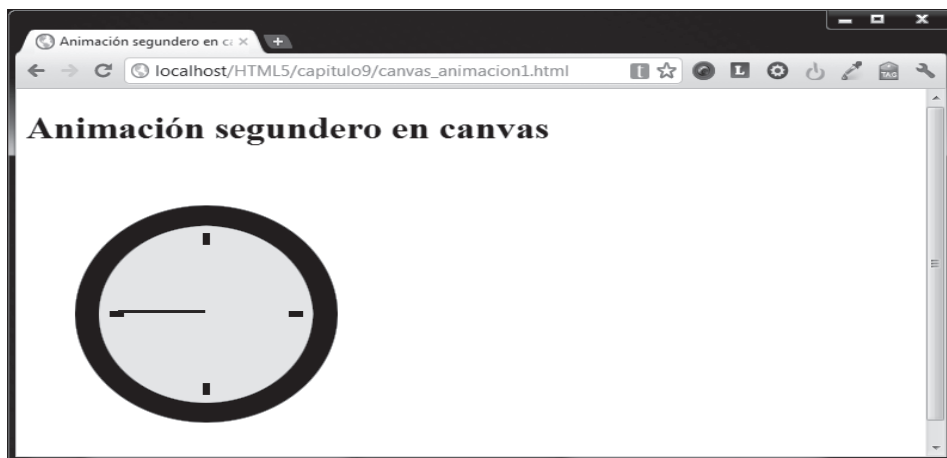 Animación segundero en ca
localhost/HTML5/capitulo9/canvas_animacion1.html
Animación segundero en canvas